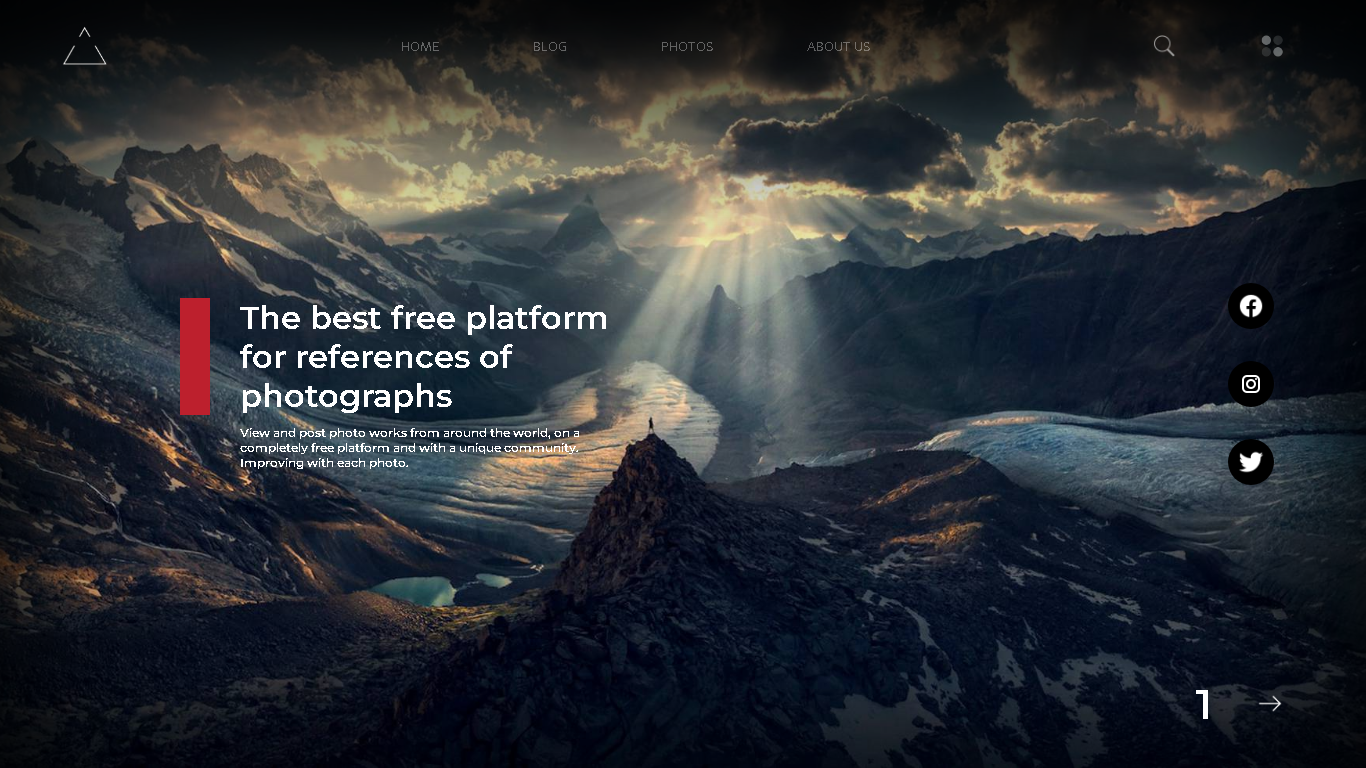 HOME BLOG PHOTOS ABOUT US
The best free platform
for references of
photographs
View and post photo works from around the world, on a
completely free platform and with a unique community.
Improving with each photo.
1